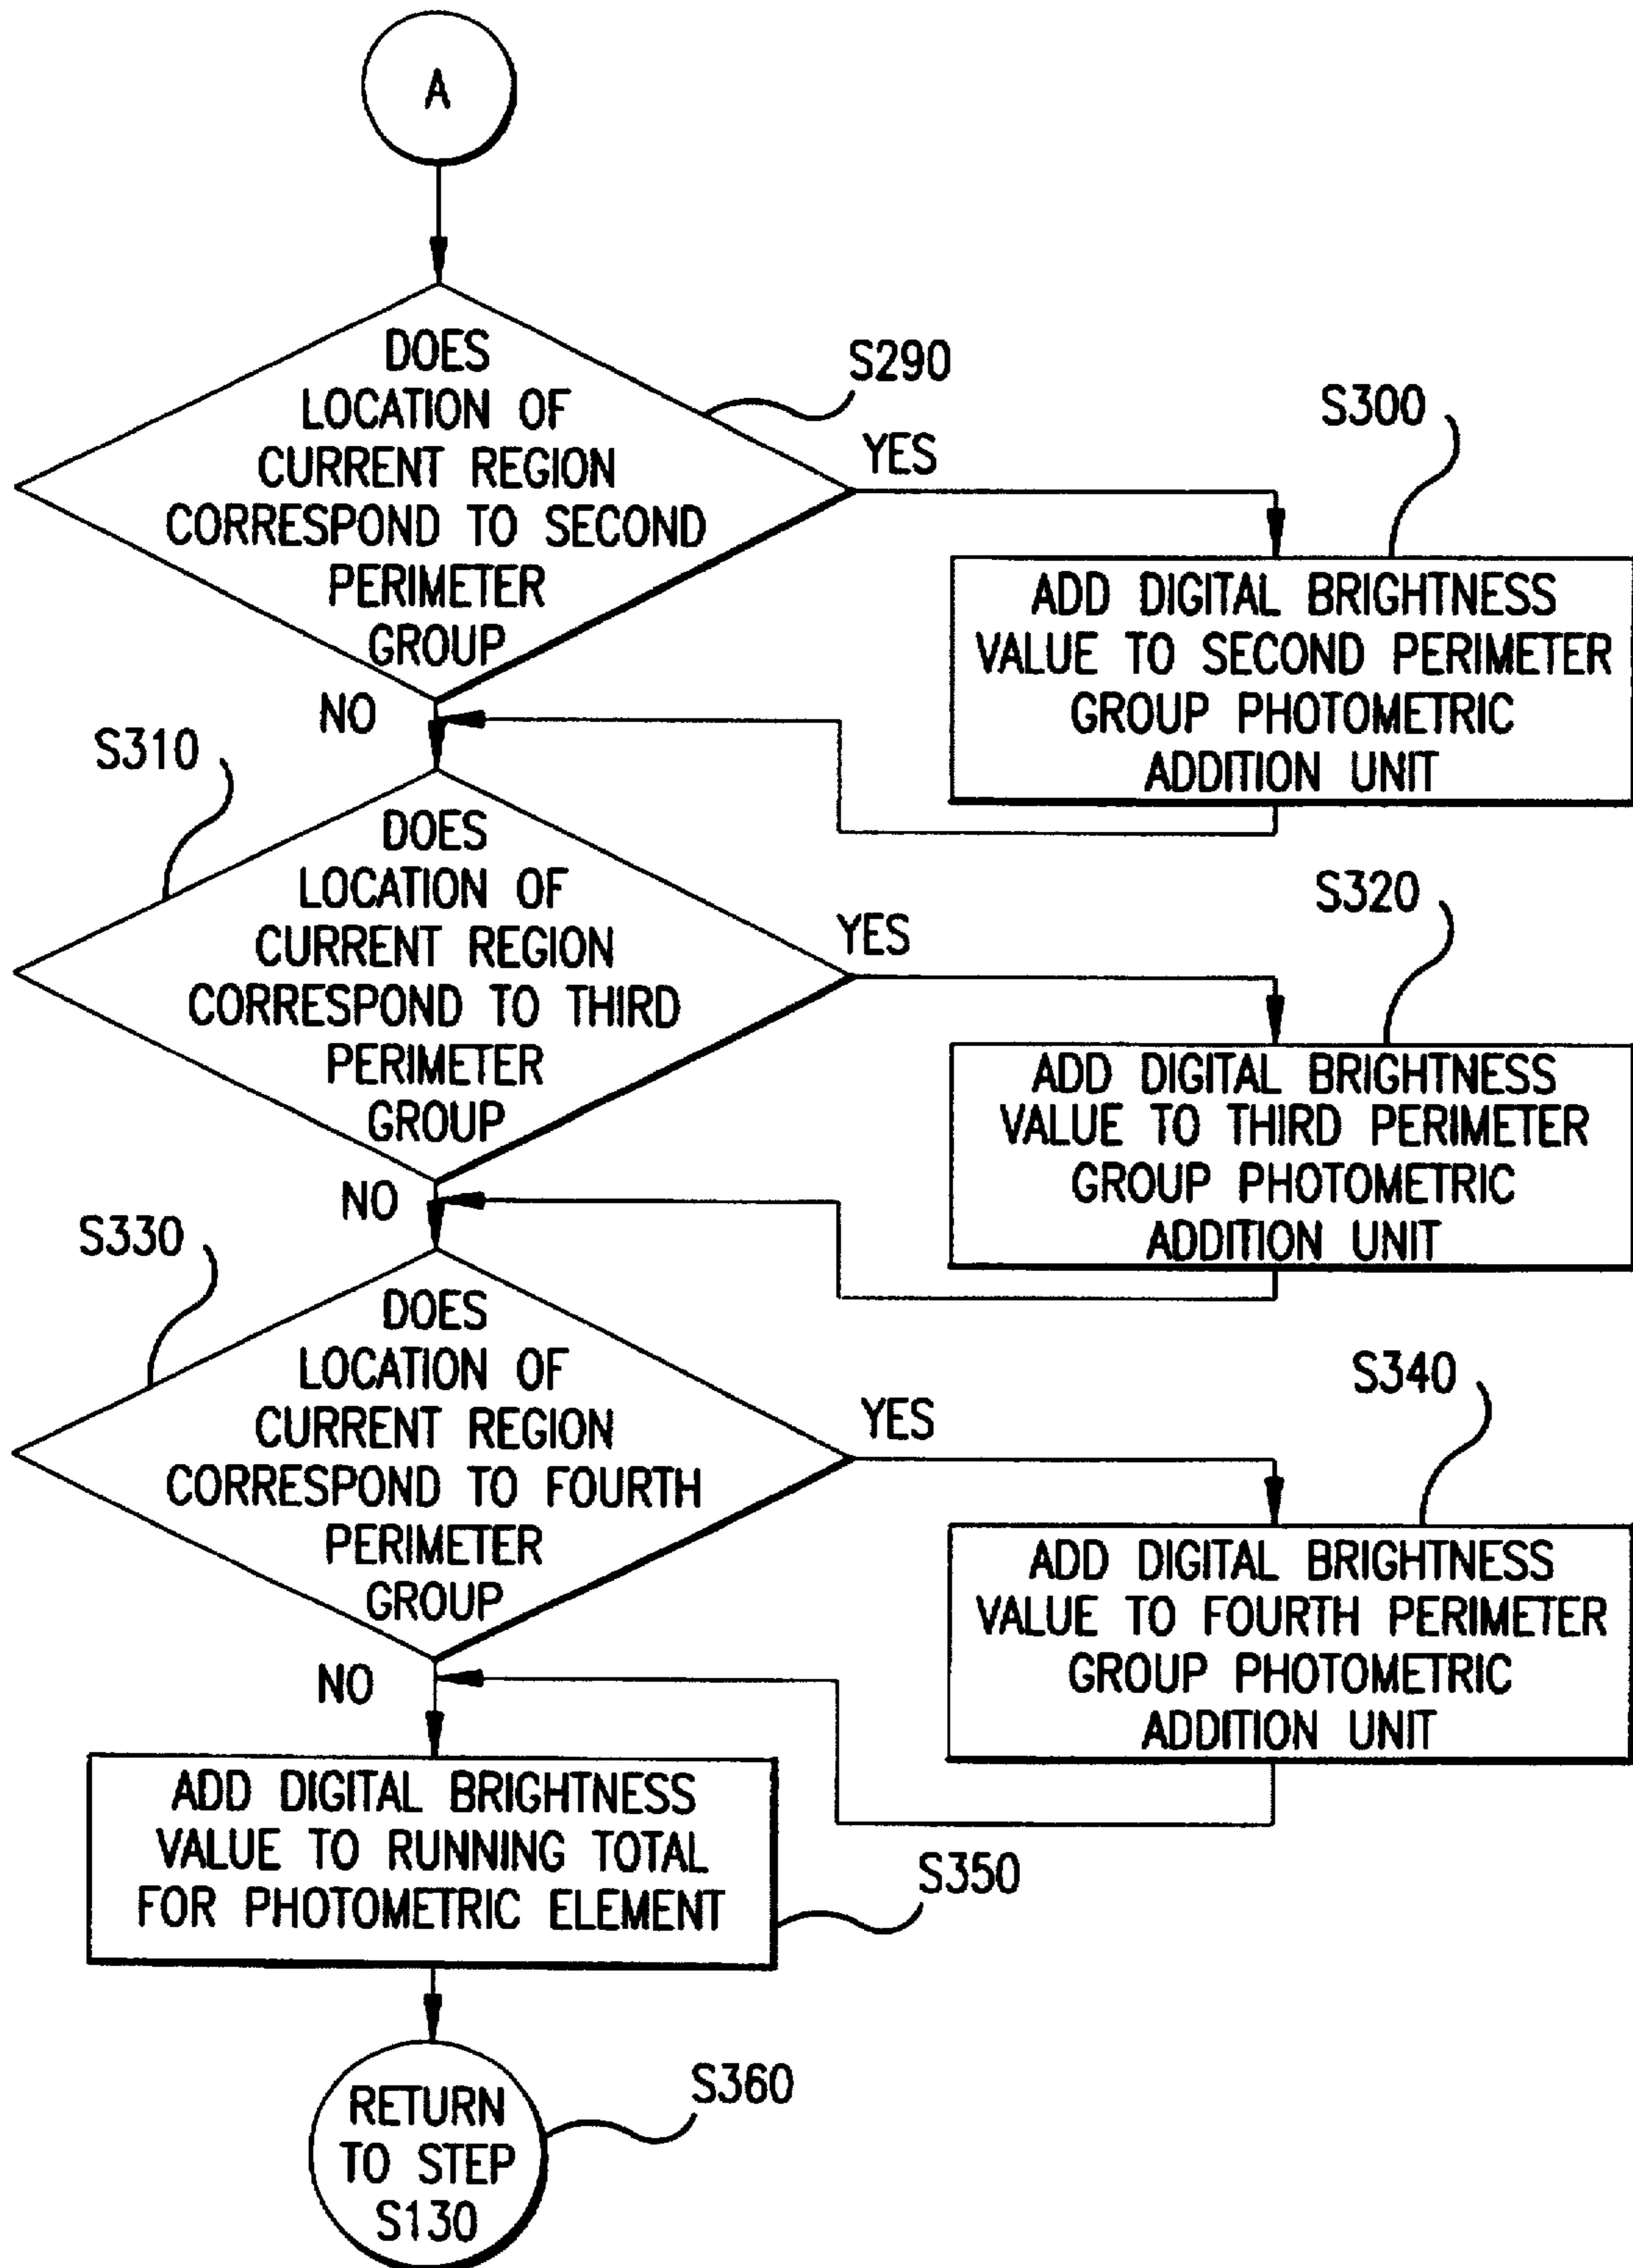 A
DOES
LOCATION OF
CURRENT REGION
CORRESPOND TO SECOND
PERIMETER
GROUP
S290
YES
NO
S300
ADD DIGITAL BRIGHTNESS
VALUE TO SECOND PERIMETER
GROUP PHOTOMETRIC
ADDITION UNIT
S310
DOES
LOCATION OF
CURRENT REGION
CORRESPOND TO THIRD
PERIMETER
GROUP
YES
NO
S320
ADD DIGITAL BRIGHTNESS
VALUE TO THIRD PERIMETER
GROUP PHOTOMETRIC
ADDITION UNIT
S330
DOES
LOCATION OF
CURRENT REGION
CORRESPOND TO FOURTH
PERIMETER
GROUP
YES
NO
S340
ADD DIGITAL BRIGHTNESS
VALUE TO FOURTH PERIMETER
GROUP PHOTOMETRIC
ADDITION UNIT
ADD DIGITAL BRIGHTNESS
VALUE TO RUNNING TOTAL
FOR PHOTOMETRIC ELEMENT
S350
RETURN
TO STEP
S130
S360